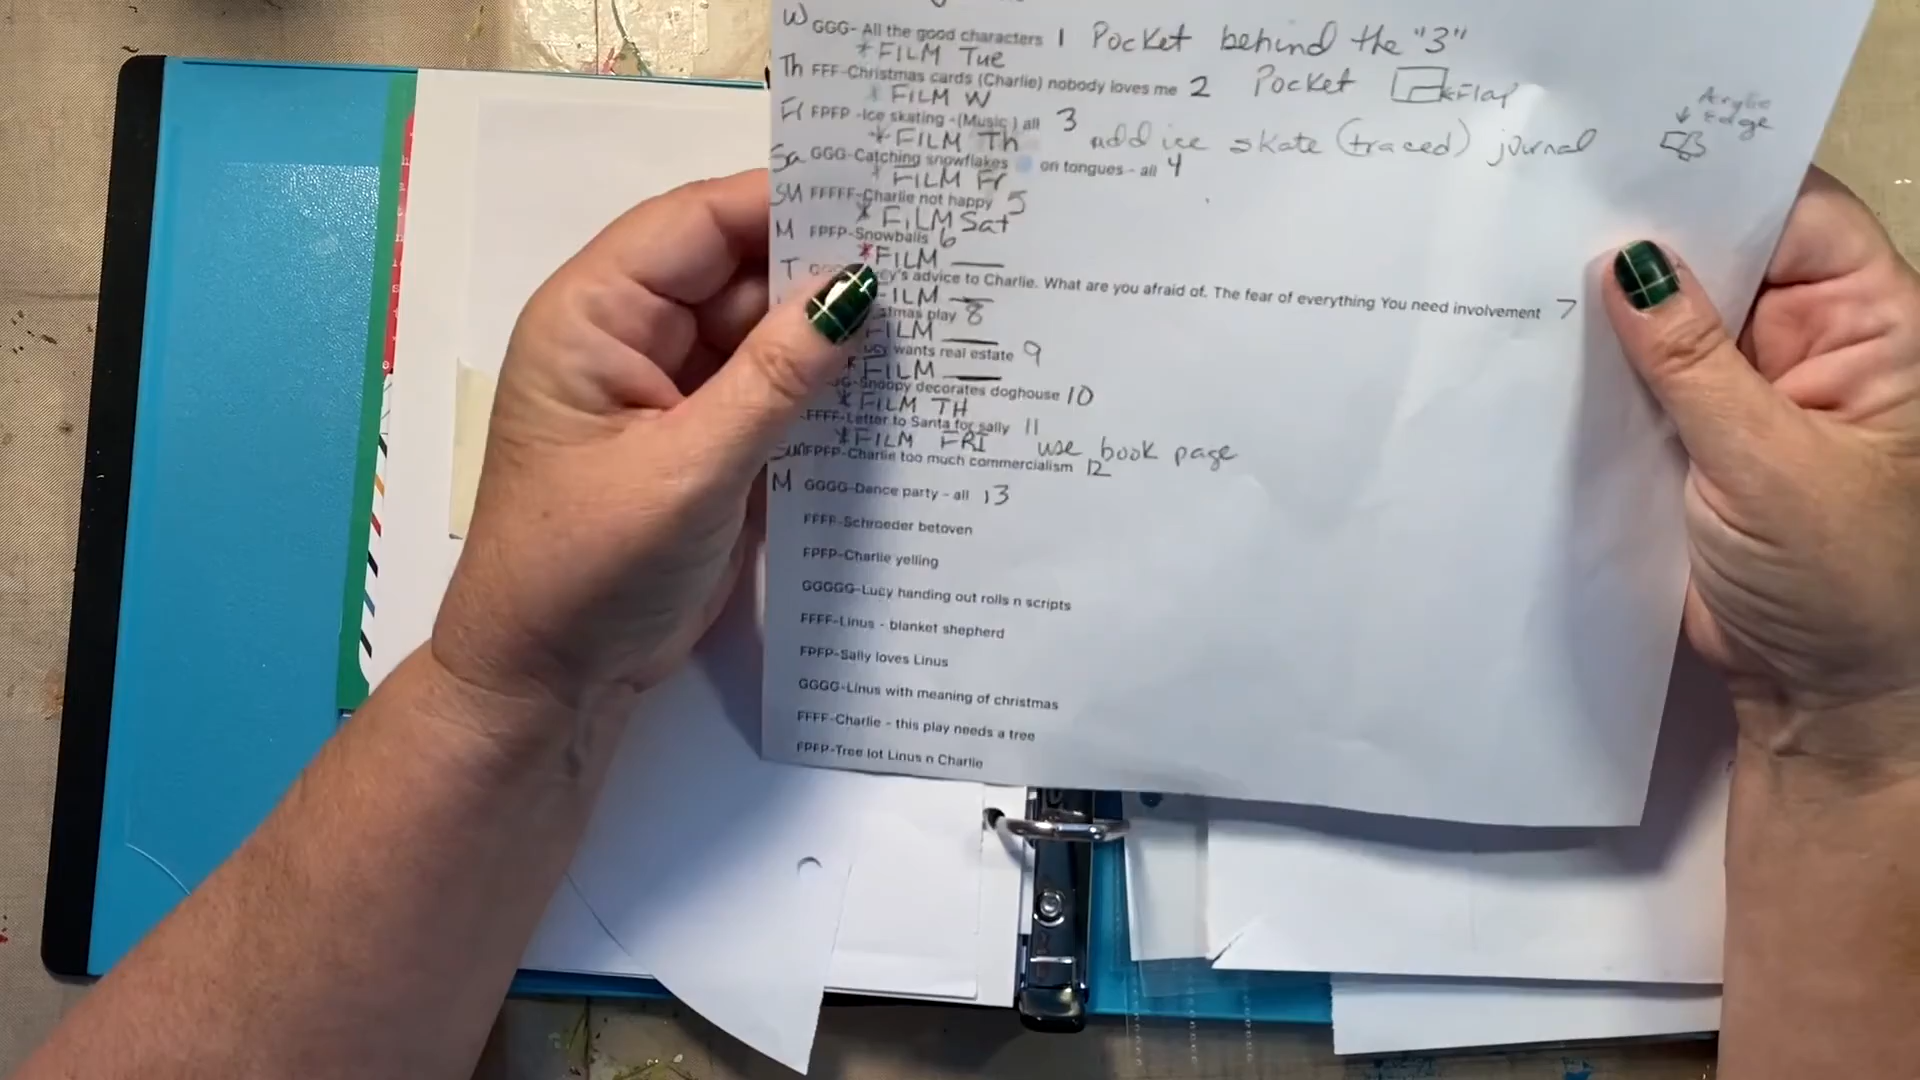 W GGG- All the good characters 1 Pocket behind the "3"
*FILM Tue
Th FFF-Christmas cards (Charlie) nobody loves me 2 Pocket Flap
* FILM W
Fr FPFP -Ice skating -(Music ) all 3 add ice skate (traced) journal
Acrylic Edge
* FILM Th
Sa GGG-Catching snowflakes on tongues - all 4
* FILM Fr
SU FFFFF-Charlie not happy 5
* FILM Sat
M FPFP-Snowballs 6
*FILM
T 's advice to Charlie. What are you afraid of. The fear of everything You need involvement 7
FILM
play 8
FILM
wants real estate 9
*FILM
-Snoopy decorates doghouse 10
*FILM TH
-FFFF-Letter to Santa for sally 11
*FILM FRI use book page
Sun FPFP-Charlie too much commercialism 12
M GGGG-Dance party - all 13
FFFF-Schroeder betoven
FPFP-Charlie yelling
GGGGG-Lucy handing out rolls n scripts
FFFF-Linus - blanket shepherd
FPFP-Sally loves Linus
GGGG-Linus with meaning of christmas
FFFF-Charlie - this play needs a tree
FPFP-Tree lot Linus n Charlie